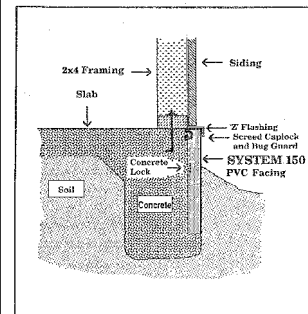 2x4 Framing
Siding
Slab
'Z' Flashing
Screed Caplock
and Bug Guard
Concrete
Lock
SYSTEM 150
PVC Facing
Soil
Concrete